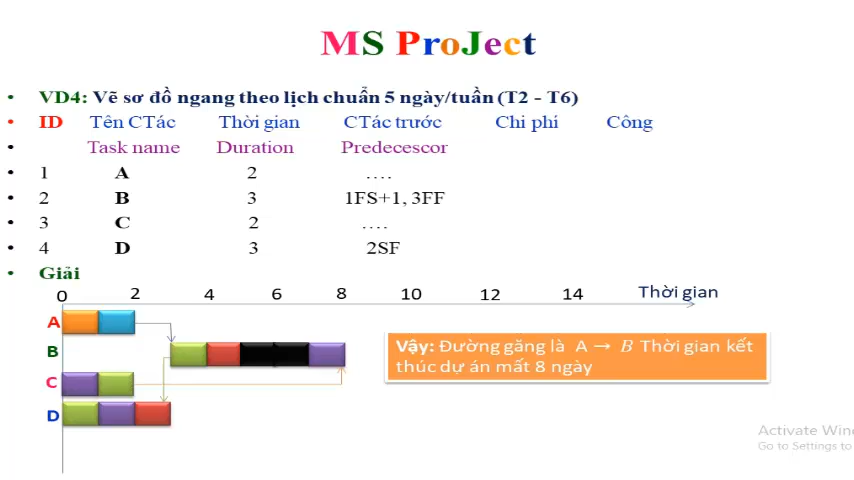 MS ProJect
• VD4: Vẽ sơ đồ ngang theo lịch chuẩn 5 ngày/tuần (T2 - T6)
• ID Tên CTác Thời gian CTác trước Chi phí Công
• Task name Duration Predecescor
• 1 A 2 ….
• 2 B 3 1FS+1, 3FF
• 3 C 2 ….
• 4 D 3 2SF
• Giải
0 2 4 6 8 10 12 14 Thời gian
A
B
C
D
Vậy: Đường găng là A → B Thời gian kết
thúc dự án mất 8 ngày
Activate Win
Go to Settings to